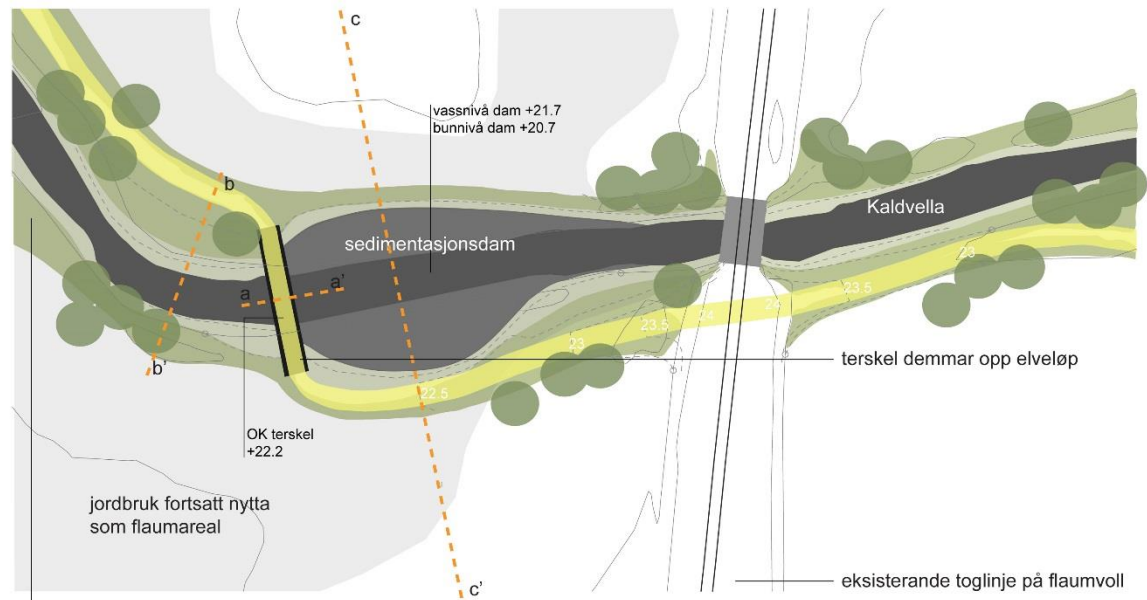 c
vassnivå dam +21.7
bunnivå dam +20.7
b
Kaldvella
sedimentasjonsdam
a
a'
23
23.5
24
24
23.5
23
b'
terskel demmar opp elveløp
22.5
OK terskel
+22.2
jordbruk fortsatt nytta
som flaumareal
c'
eksisterande toglinje på flaumvoll